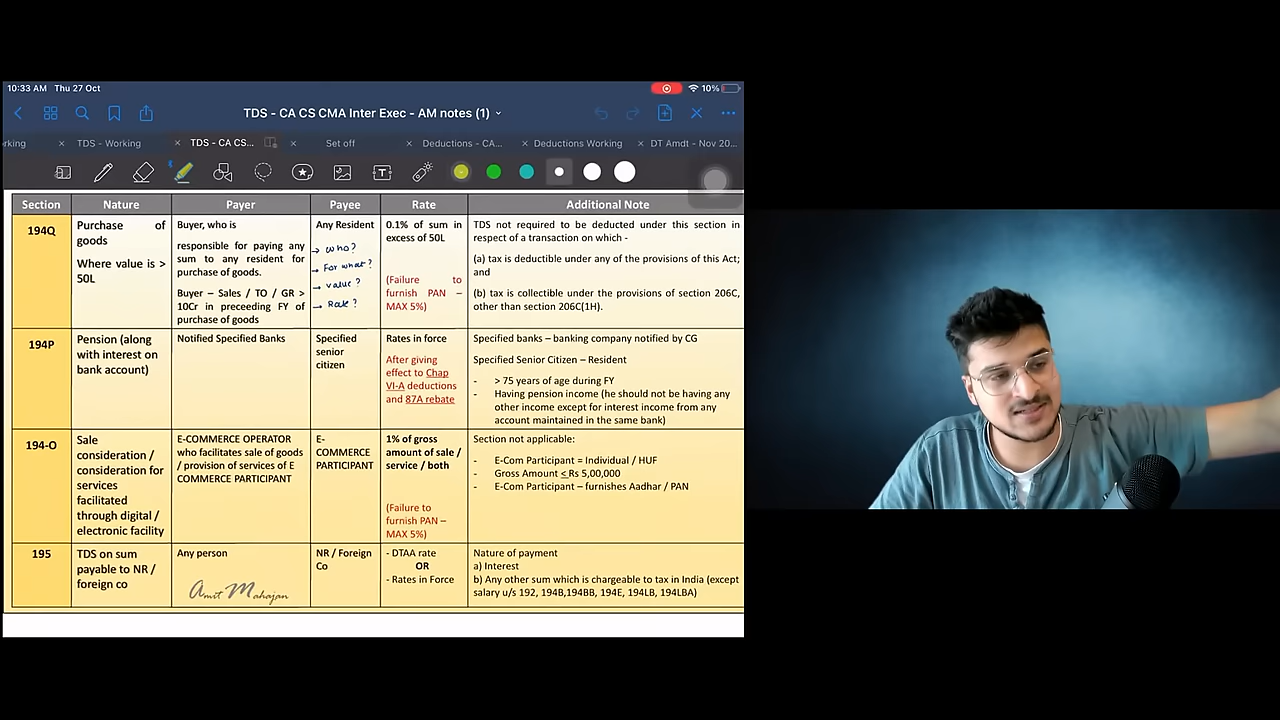 10:33 AM Thu 27 Oct
10%
TDS - CA CS CMA Inter Exec - AM notes (1)
rking
TDS - Working
TDS - CA CS...
Set off
Deductions - CA...
Deductions Working
DT Amdt - Nov 20...
Section Nature Payer Payee Rate Additional Note
194Q
Purchase of
goods
Where value is >
50L
Buyer, who is
responsible for paying any
sum to any resident for
purchase of goods.
Buyer – Sales / TO / GR >
10Cr in preceeding FY of
purchase of goods
Any Resident
→ who?
→ For what?
→ value?
→ Rate?
0.1% of sum in
excess of 50L
(Failure to
furnish PAN –
MAX 5%)
TDS not required to be deducted under this section in
respect of a transaction on which -
(a) tax is deductible under any of the provisions of this Act;
and
(b) tax is collectible under the provisions of section 206C,
other than section 206C(1H).
194P
Pension (along
with interest on
bank account)
Notified Specified Banks
Specified
senior
citizen
Rates in force
After giving
effect to Chap
VI-A deductions
and 87A rebate
Specified banks – banking company notified by CG
Specified Senior Citizen – Resident
- > 75 years of age during FY
- Having pension income (he should not be having any
other income except for interest income from any
account maintained in the same bank)
194-O
Sale
consideration /
consideration for
services
facilitated
through digital /
electronic facility
E-COMMERCE OPERATOR
who facilitates sale of goods
/ provision of services of E
COMMERCE PARTICIPANT
E-
COMMERCE
PARTICIPANT
1% of gross
amount of sale /
service / both
(Failure to
furnish PAN –
MAX 5%)
Section not applicable:
- E-Com Participant = Individual / HUF
- Gross Amount ≤ Rs 5,00,000
- E-Com Participant – furnishes Aadhar / PAN
195
TDS on sum
payable to NR /
foreign co
Any person
Amit Mahajan
NR / Foreign
Co
- DTAA rate
OR
- Rates in Force
Nature of payment
a) Interest
b) Any other sum which is chargeable to tax in India (except
salary u/s 192, 194B,194BB, 194E, 194LB, 194LBA)